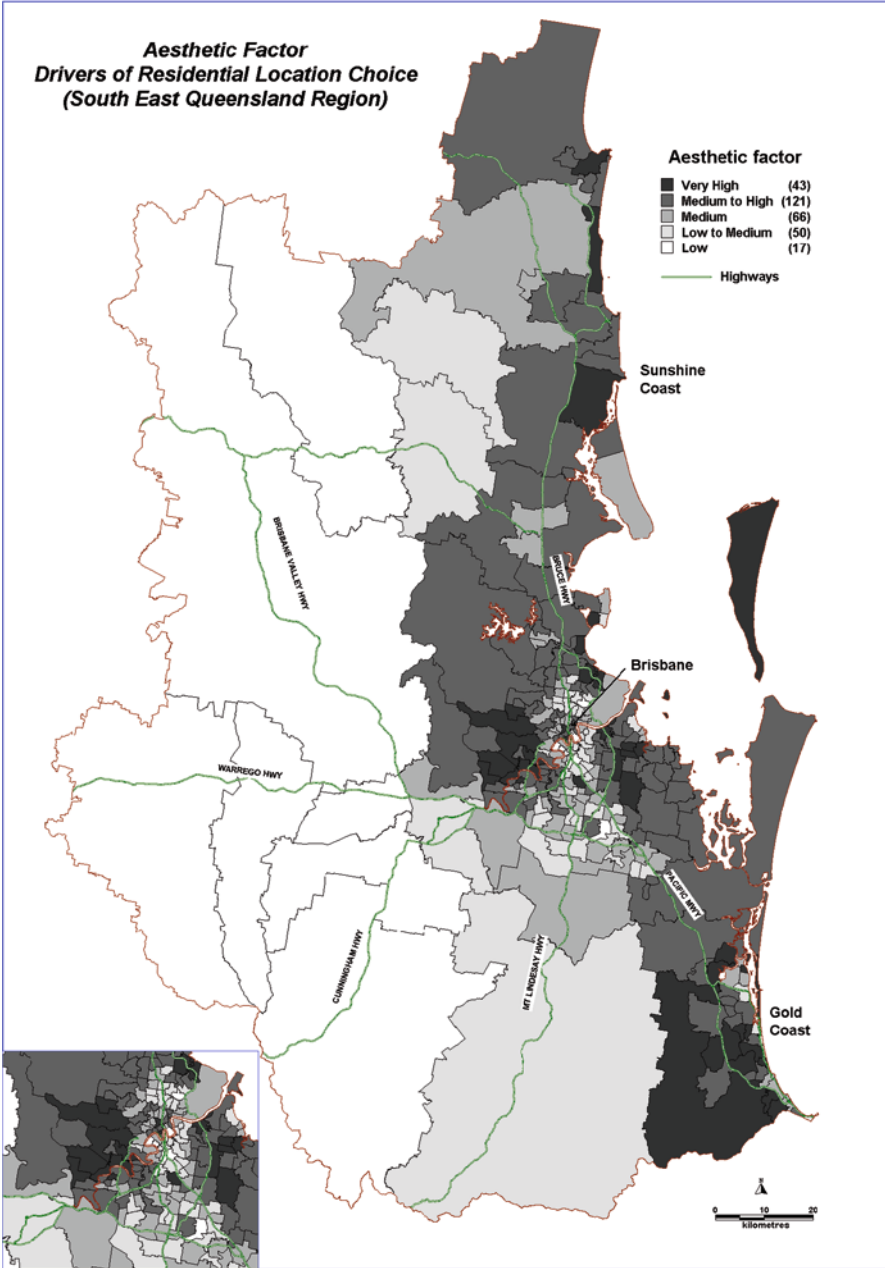 Aesthetic Factor
Drivers of Residential Location Choice
(South East Queensland Region)
Aesthetic factor
Very High (43)
Medium to High (121)
Medium (66)
Low to Medium (50)
Low (17)
Highways
Sunshine
Coast
BRISBANE VALLEY HWY
BRUCE HWY
Brisbane
WARREGO HWY
PACIFIC MWY
CUNNINGHAM HWY
MT LINDESAY HWY
Gold
Coast
N
0 10 20
kilometres